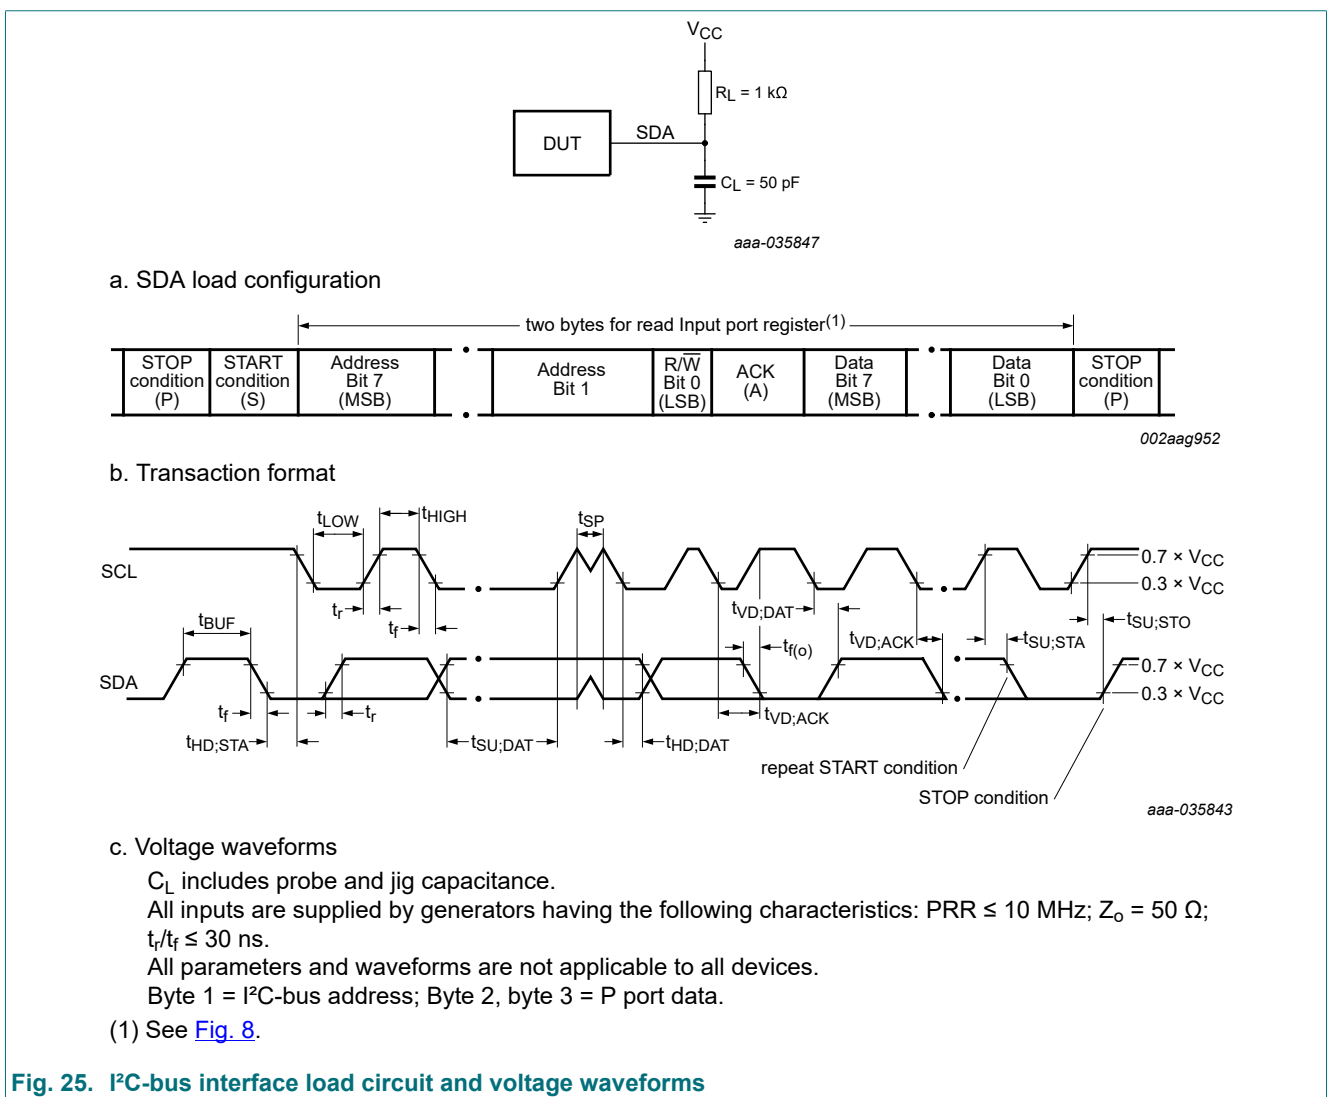 VCC
RL = 1 kΩ
DUT
SDA
CL = 50 pF
aaa-035847
a. SDA load configuration
two bytes for read Input port register(1)
STOP condition (P)
START condition (S)
Address Bit 7 (MSB)
Address Bit 1
R/W̅ Bit 0 (LSB)
ACK (A)
Data Bit 7 (MSB)
Data Bit 0 (LSB)
STOP condition (P)
002aag952
b. Transaction format
tLOW
tHIGH
tSP
SCL
0.7 × VCC
0.3 × VCC
tr
tf
tBUF
tVD;DAT
tf(o)
tVD;ACK
tSU;STA
tSU;STO
SDA
0.7 × VCC
0.3 × VCC
tf
tr
tHD;STA
tSU;DAT
tHD;DAT
tVD;ACK
repeat START condition
STOP condition
aaa-035843
c. Voltage waveforms
CL includes probe and jig capacitance.
All inputs are supplied by generators having the following characteristics: PRR ≤ 10 MHz; Zo = 50 Ω;
tr/tf ≤ 30 ns.
All parameters and waveforms are not applicable to all devices.
Byte 1 = I²C-bus address; Byte 2, byte 3 = P port data.
(1) See Fig. 8.
Fig. 25. I²C-bus interface load circuit and voltage waveforms